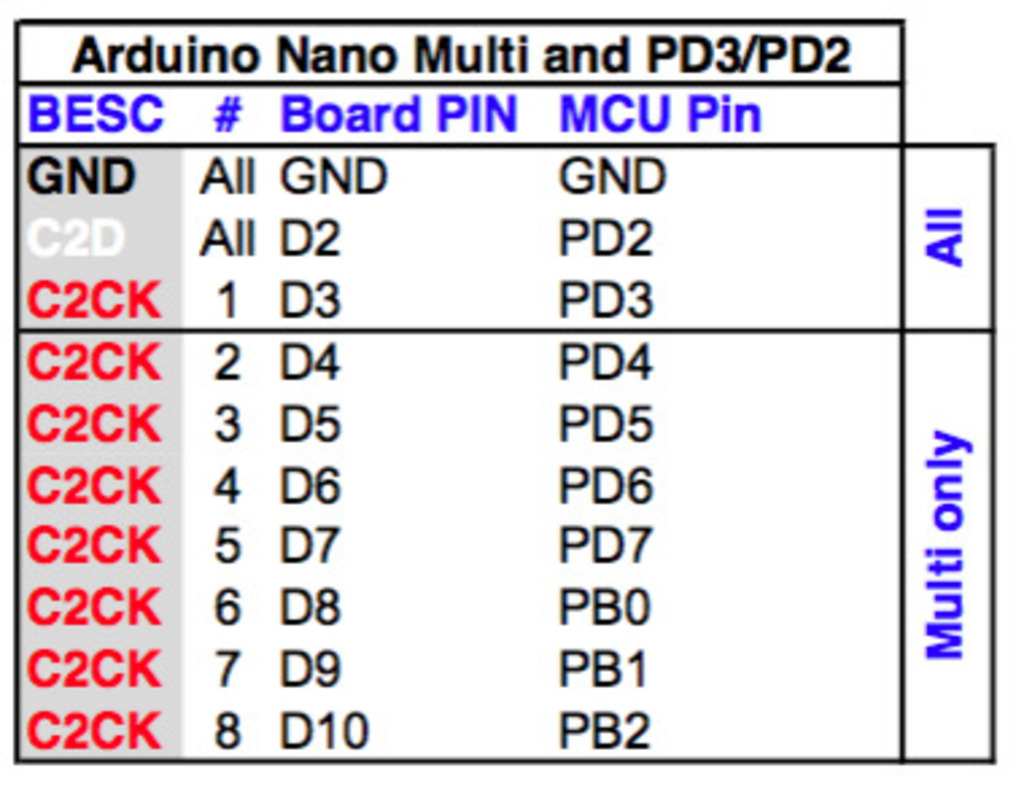 Arduino Nano Multi and PD3/PD2
BESC # Board PIN MCU Pin
GND All GND GND
C2D All D2 PD2
C2CK 1 D3 PD3
All
C2CK 2 D4 PD4
C2CK 3 D5 PD5
C2CK 4 D6 PD6
C2CK 5 D7 PD7
C2CK 6 D8 PB0
C2CK 7 D9 PB1
C2CK 8 D10 PB2
Multi only